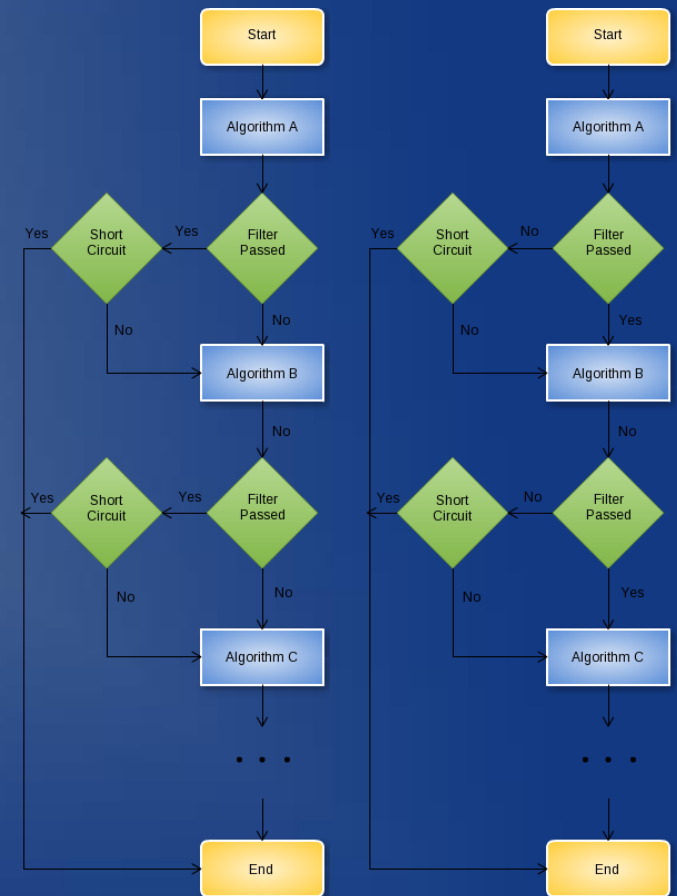 Start
Algorithm A
Yes
Short
Circuit
Yes
Filter
Passed
No
No
Algorithm B
No
Yes
Short
Circuit
Yes
Filter
Passed
No
No
Algorithm C
. . .
End
Start
Algorithm A
Yes
Short
Circuit
No
Filter
Passed
No
Yes
Algorithm B
No
Yes
Short
Circuit
No
Filter
Passed
No
Yes
Algorithm C
. . .
End